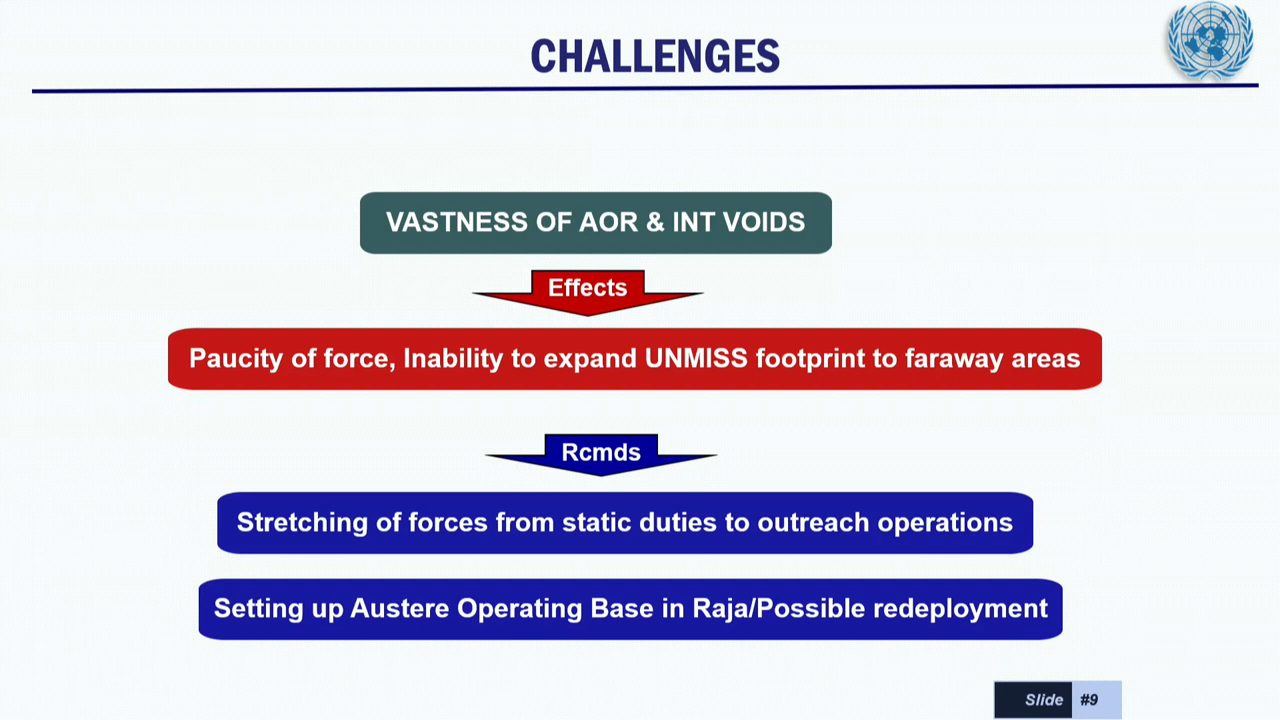 CHALLENGES
VASTNESS OF AOR & INT VOIDS
Effects
Paucity of force, Inability to expand UNMISS footprint to faraway areas
Rcmds
Stretching of forces from static duties to outreach operations
Setting up Austere Operating Base in Raja/Possible redeployment
Slide #9